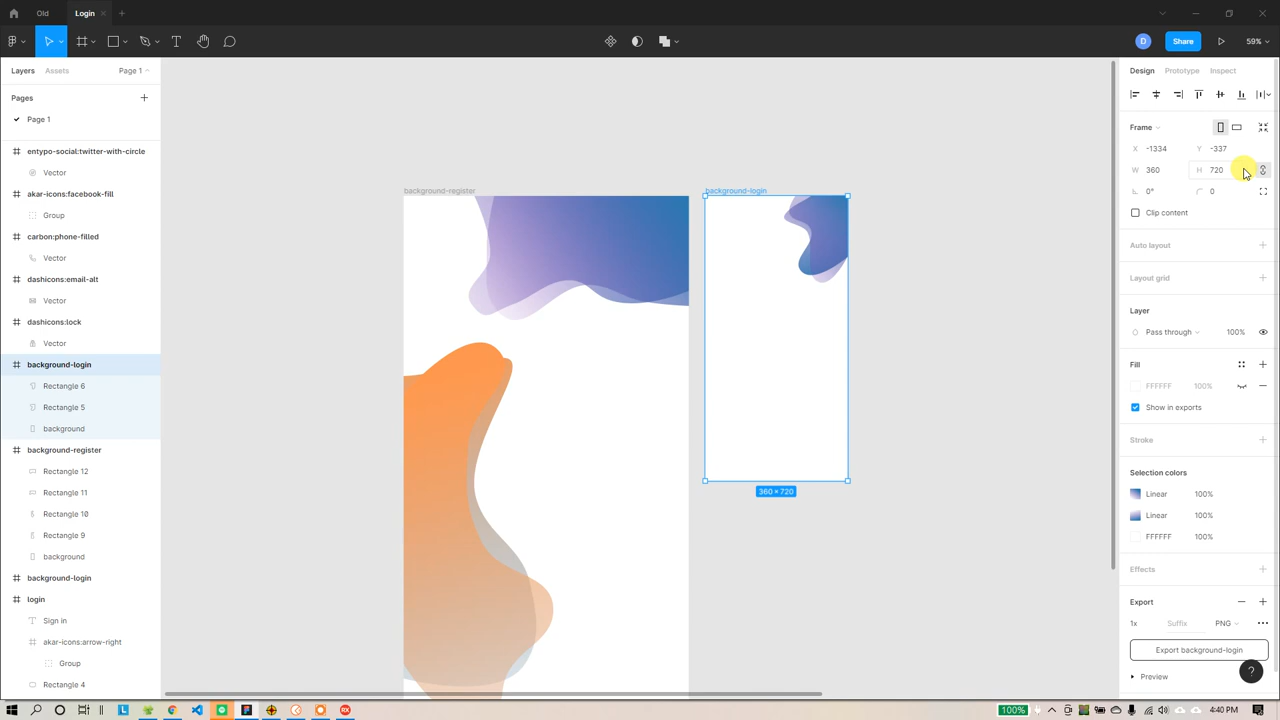 Old
Login
Share
59%
Layers
Assets
Page 1
Pages
Page 1
entypo-social:twitter-with-circle
Vector
akar-icons:facebook-fill
Group
carbon:phone-filled
Vector
dashicons:email-alt
Vector
dashicons:lock
Vector
background-login
Rectangle 6
Rectangle 5
background
background-register
Rectangle 12
Rectangle 11
Rectangle 10
Rectangle 9
background
background-login
login
Sign in
akar-icons:arrow-right
Group
Rectangle 4
background-register
background-login
360 × 720
Design
Prototype
Inspect
Frame
X -1334 Y -337
W 360 H 720
0° 0
Clip content
Auto layout
Layout grid
Layer
Pass through 100%
Fill
FFFFFF 100%
Show in exports
Stroke
Selection colors
Linear 100%
Linear 100%
FFFFFF 100%
Effects
Export
1x Suffix PNG
Export background-login
Preview
?
D
100%
4:40 PM